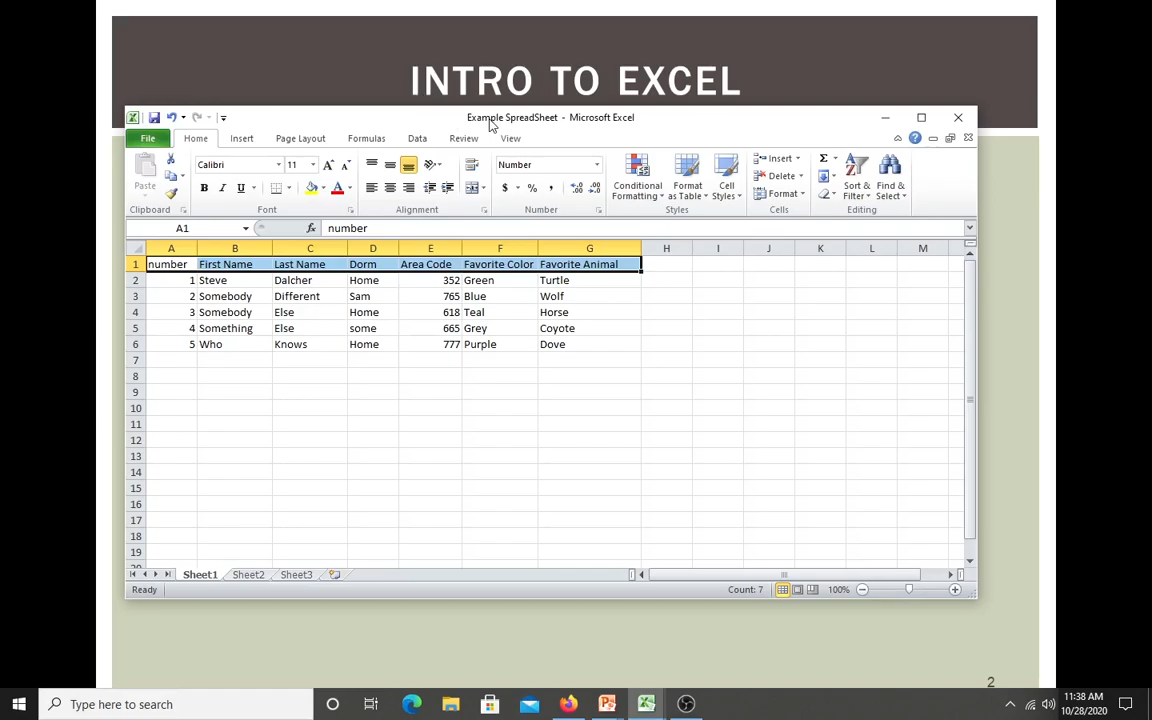 INTRO TO EXCEL
Example SpreadSheet - Microsoft Excel
File Home Insert Page Layout Formulas Data Review View
Paste Calibri 11 Number Conditional Formatting Format as Table Cell Styles Insert Delete Format Sort & Filter Find & Select
Clipboard Font Alignment Number Styles Cells Editing
A1 fx number
A B C D E F G H I J K L M
1 number First Name Last Name Dorm Area Code Favorite Color Favorite Animal
2 1 Steve Dalcher Home 352 Green Turtle
3 2 Somebody Different Sam 765 Blue Wolf
4 3 Somebody Else Home 618 Teal Horse
5 4 Something Else some 665 Grey Coyote
6 5 Who Knows Home 777 Purple Dove
7
8
9
10
11
12
13
14
15
16
17
18
19
Sheet1 Sheet2 Sheet3
Ready Count: 7 100%
2
Type here to search 11:38 AM
10/28/2020